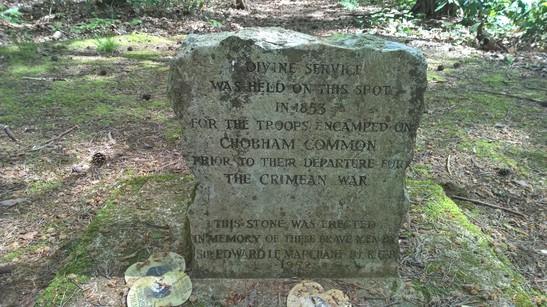 DIVINE SERVICE
WAS HELD ON THIS SPOT
IN 1853
FOR THE TROOPS ENCAMPED ON
CHOBHAM COMMON
PRIOR TO THEIR DEPARTURE FOR
THE CRIMEAN WAR
THIS STONE WAS ERECTED
IN MEMORY OF THESE BRAVE MEN BY
SIR EDWARD LE MARCHANT